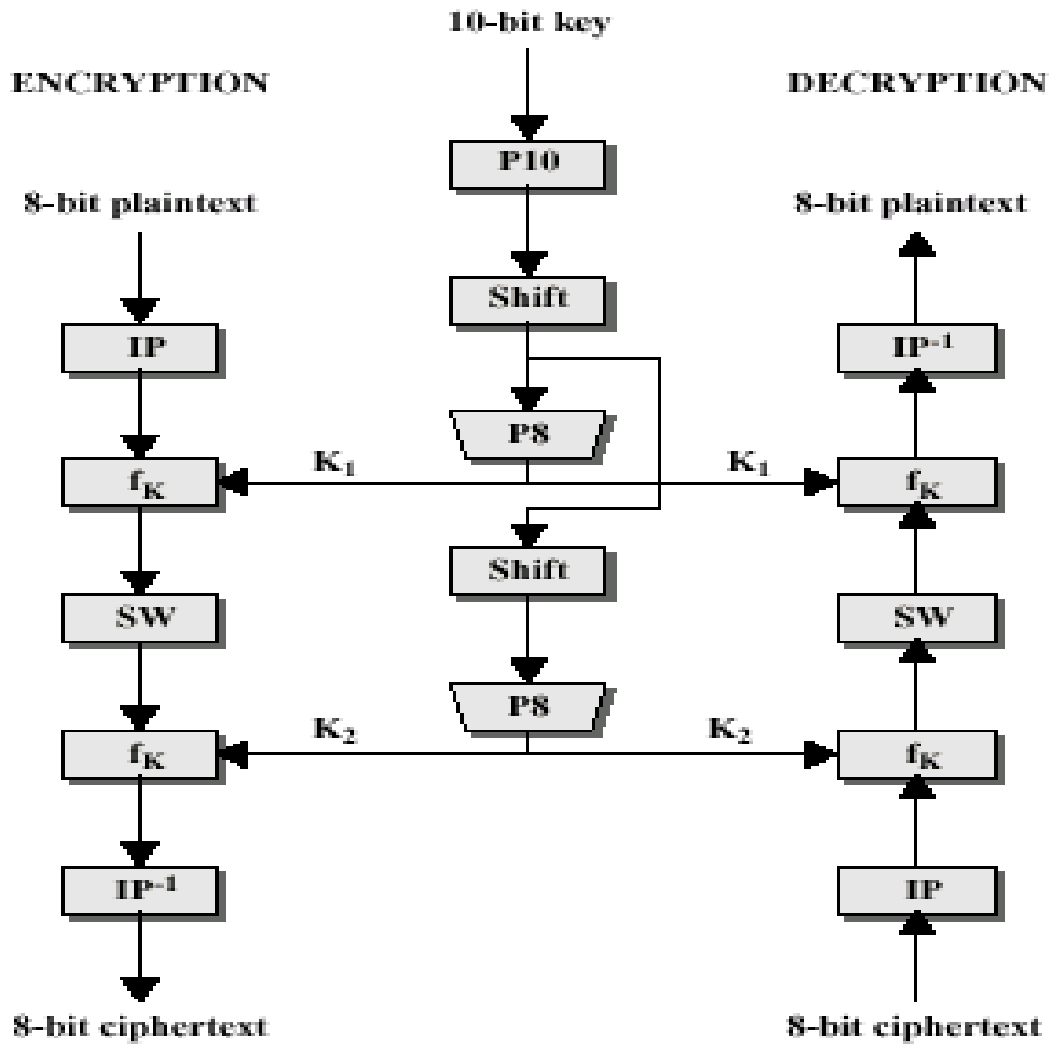 10-bit key
ENCRYPTION
DECRYPTION
P10
8-bit plaintext
8-bit plaintext
Shift
IP
IP⁻¹
P8
K₁
K₁
f_K
f_K
Shift
SW
SW
P8
K₂
K₂
f_K
f_K
IP⁻¹
IP
8-bit ciphertext
8-bit ciphertext